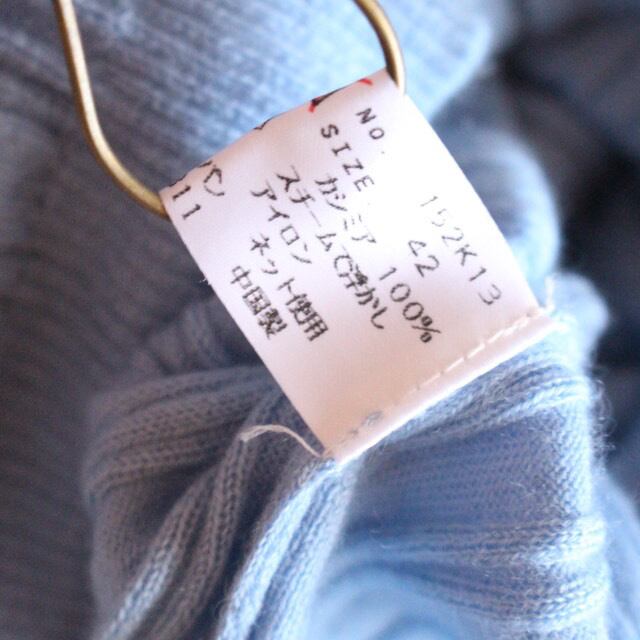 NO. 152K13
SIZE 42
カシミア 100%
スチームで浮かし
アイロン
ネット使用
中国製